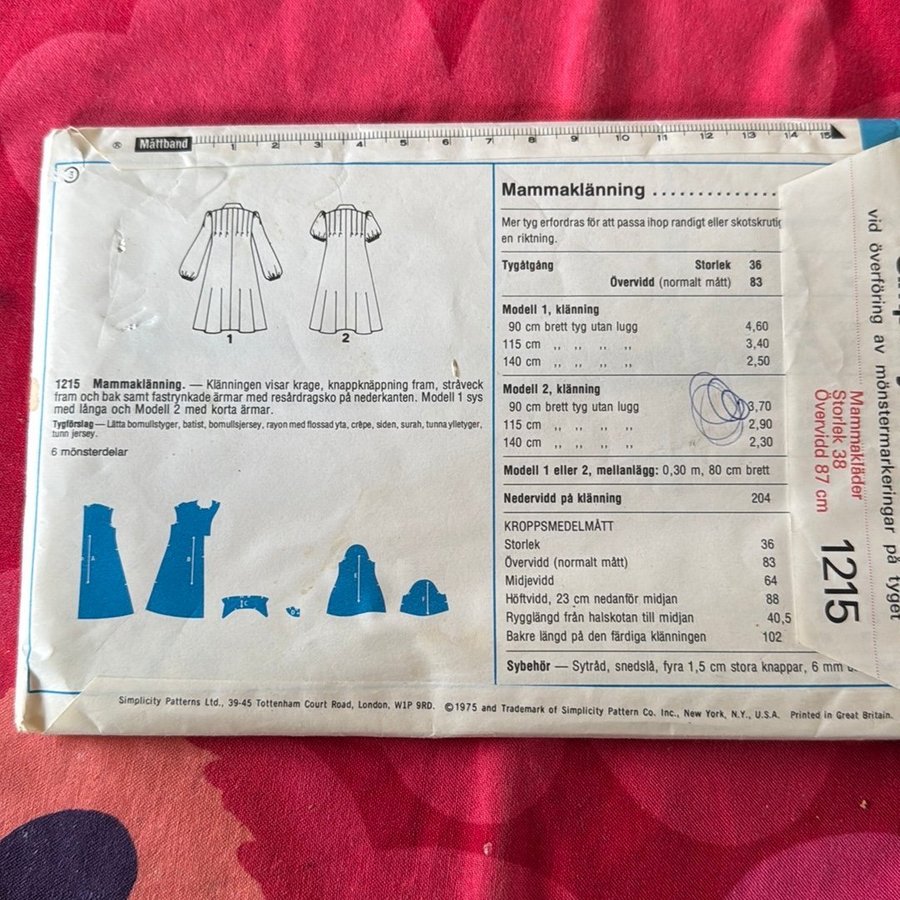 ® Måttband 1 2 3 4 5 6 7 8 9 10 11 12 13 14 15
3
1 2
1215 Mammaklänning. — Klänningen visar krage, knappknäppning fram, stråveck
fram och bak samt fastrynkade ärmar med resårdragsko på nederkanten. Modell 1 sys
med långa och Modell 2 med korta ärmar.
Tygförslag — Lätta bomullstyger, batist, bomullsjersey, rayon med flossad yta, crêpe, siden, surah, tunna ylletyger,
tunn jersey.
6 mönsterdelar
A B C D E F
Mammaklänning . . . . . . . . . . . . .
Mer tyg erfordras för att passa ihop randigt eller skotskrutig
en riktning.
Tygåtgång Storlek 36
Övervidd (normalt mått) 83
Modell 1, klänning
90 cm brett tyg utan lugg 4,60
115 cm ,, ,, ,, ,, 3,40
140 cm ,, ,, ,, ,, 2,50
Modell 2, klänning
90 cm brett tyg utan lugg 3,70
115 cm ,, ,, ,, ,, 2,90
140 cm ,, ,, ,, ,, 2,30
Modell 1 eller 2, mellanlägg: 0,30 m, 80 cm brett
Nedervidd på klänning 204
KROPPSMEDELMÅTT
Storlek 36
Övervidd (normalt mått) 83
Midjevidd 64
Höftvidd, 23 cm nedanför midjan 88
Rygglängd från halskotan till midjan 40,5
Bakre längd på den färdiga klänningen 102
Sybehör — Sytråd, snedslå, fyra 1,5 cm stora knappar, 6 mm
Simplicity Patterns Ltd., 39-45 Tottenham Court Road, London, W1P 9RD. ©1975 and Trademark of Simplicity Pattern Co. Inc., New York, N.Y., U.S.A. Printed in Great Britain.
vid överföring av mönstermarkeringar på tyget
Mammakläder
Storlek 38
Övervidd 87 cm
1215